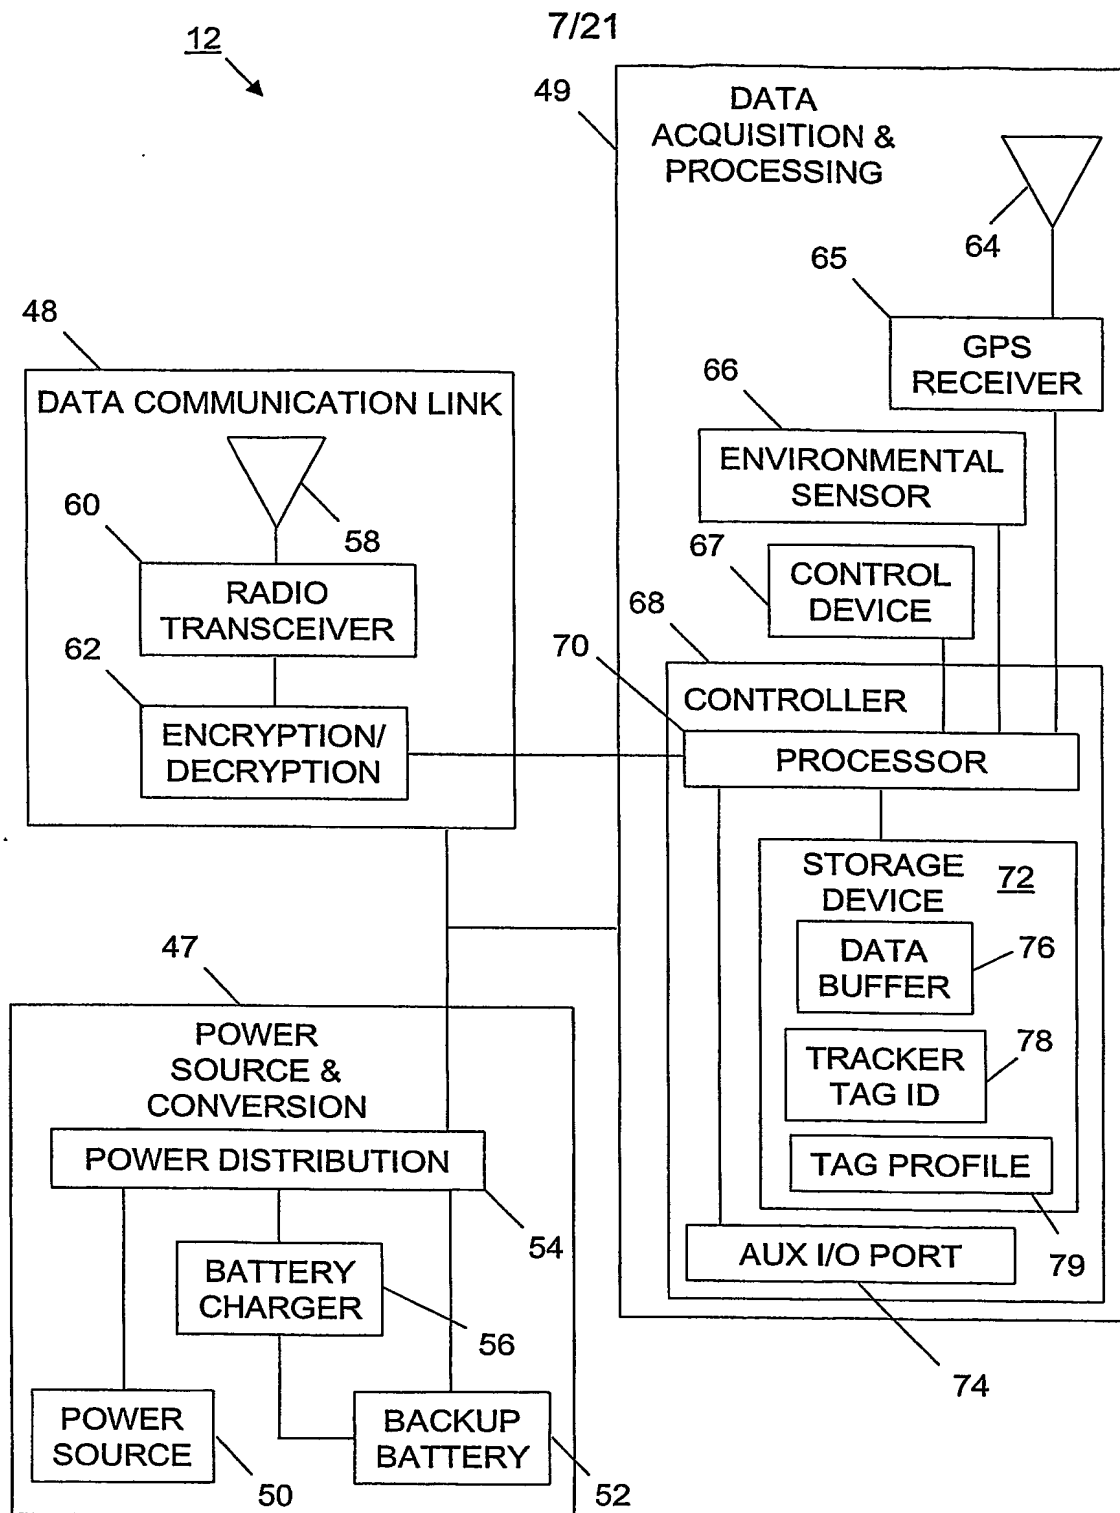 7/21
12
49
DATA
ACQUISITION &
PROCESSING
64
65
GPS
RECEIVER
66
ENVIRONMENTAL
SENSOR
67
CONTROL
DEVICE
68
70
CONTROLLER
PROCESSOR
STORAGE
DEVICE
72
DATA
BUFFER
76
TRACKER
TAG ID
78
TAG PROFILE
79
AUX I/O PORT
74
48
DATA COMMUNICATION LINK
58
60
RADIO
TRANSCEIVER
62
ENCRYPTION/
DECRYPTION
47
POWER
SOURCE &
CONVERSION
POWER DISTRIBUTION
54
BATTERY
CHARGER
56
POWER
SOURCE
50
BACKUP
BATTERY
52